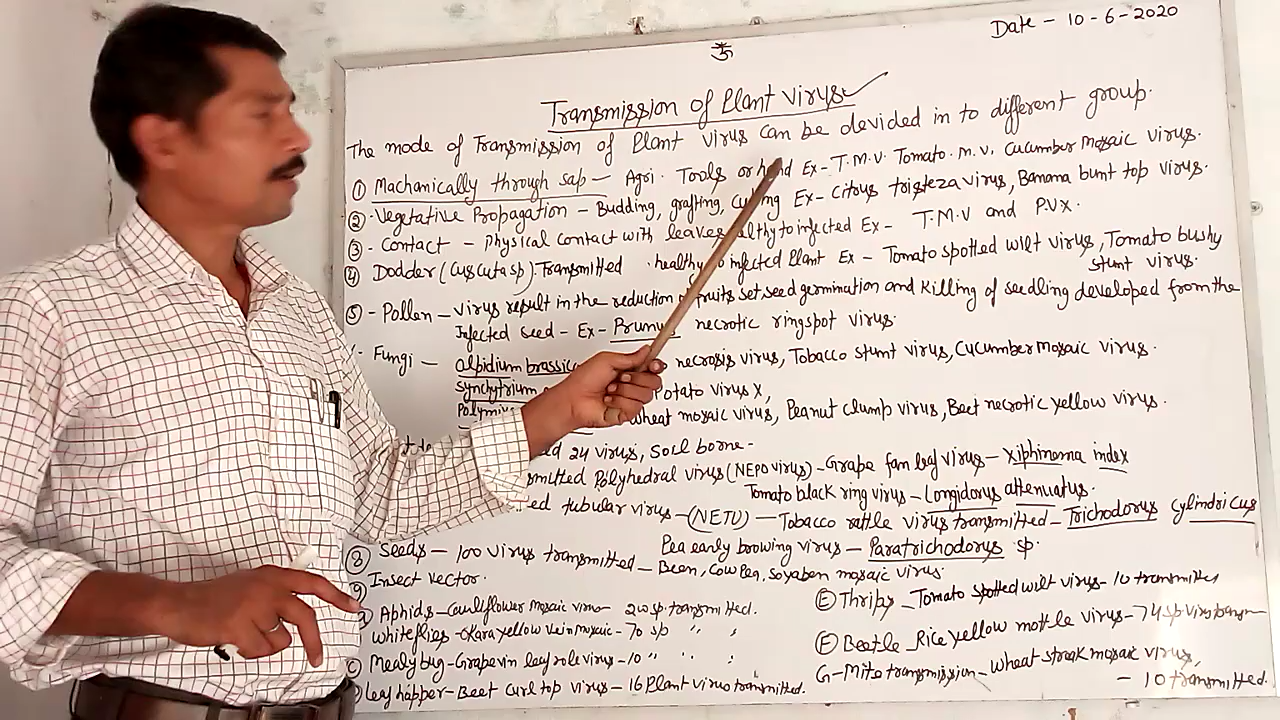 Date - 10-6-2020
ॐ
Transmission of Plant Viruse
The mode of Transmission of Plant virus can be devided in to different group.
① Machanically through sap - Agri. Tools or hand Ex- T.M.V. Tomato. M.V. Cucumber Mosaic virus.
② - Vegetative Propagation - Budding, grafting, Ex- Citrus tristeza virus, Banana bunt top virus.
③ - Contact - Physical contact with leaves to infected Ex - T.M.V and P.V.X.
④ Dodder (Cuscuta sp). Transmitted healthy infected Plant Ex - Tomato spotted wilt virus, Tomato bushy
stunt virus.
⑤ - Pollen - virus result in the reduction fruits set, seed germination and Killing of seedling developed from the
Infected seed - Ex - Prunus necrotic ringspot virus.
Fungi - alpidium brassica necrosis virus, Tobacco stunt virus, Cucumber Mosaic virus.
Synchytrium Potato virus X,
wheat mosaic virus, Peanut clump virus, Beet necrotic yellow virus.
24 virus, Soil borne -
Polyhedral virus (NEPO virus) - Grape fan leaf virus - xiphinema index
Tomato black ring virus - Longidorus attenuatus.
tubular virus - (NETU) - Tobacco rattle virus transmitted - Trichodorus cylindricus
Pea early browing virus - Paratrichodorus sp.
⑧ Seeds - 100 virus transmitted - Been, Cow Pea, Soyaben mosaic virus
⑨ Insect vector.
Aphids - Cauliflower mosaic virus - 200 sp. transmitted.
whiteflies - Okara yellow vein mosaic - 70 sp " "
Ⓒ Mealy bug - Grapevin leaf role virus - 10 " " "
leaf happer - Beet curl top virus - 16 Plant virus transmitted.
Ⓔ Thrips - Tomato spotted wilt virus - 10 transmitted
Ⓕ Beetle - Rice yellow mottle virus - 74 sp.
G - Mite transmission - wheat streak mosaic virus,
- 10 transmitted.